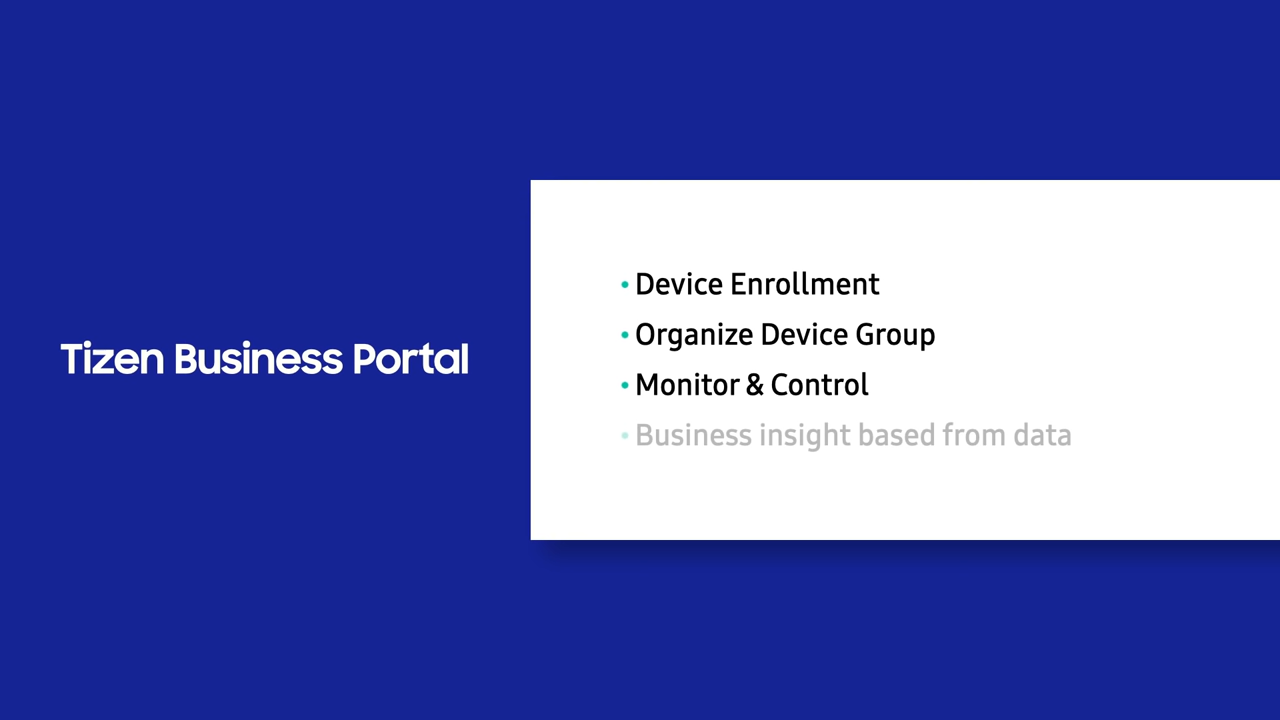 Tizen Business Portal
• Device Enrollment
• Organize Device Group
• Monitor & Control
• Business insight based from data